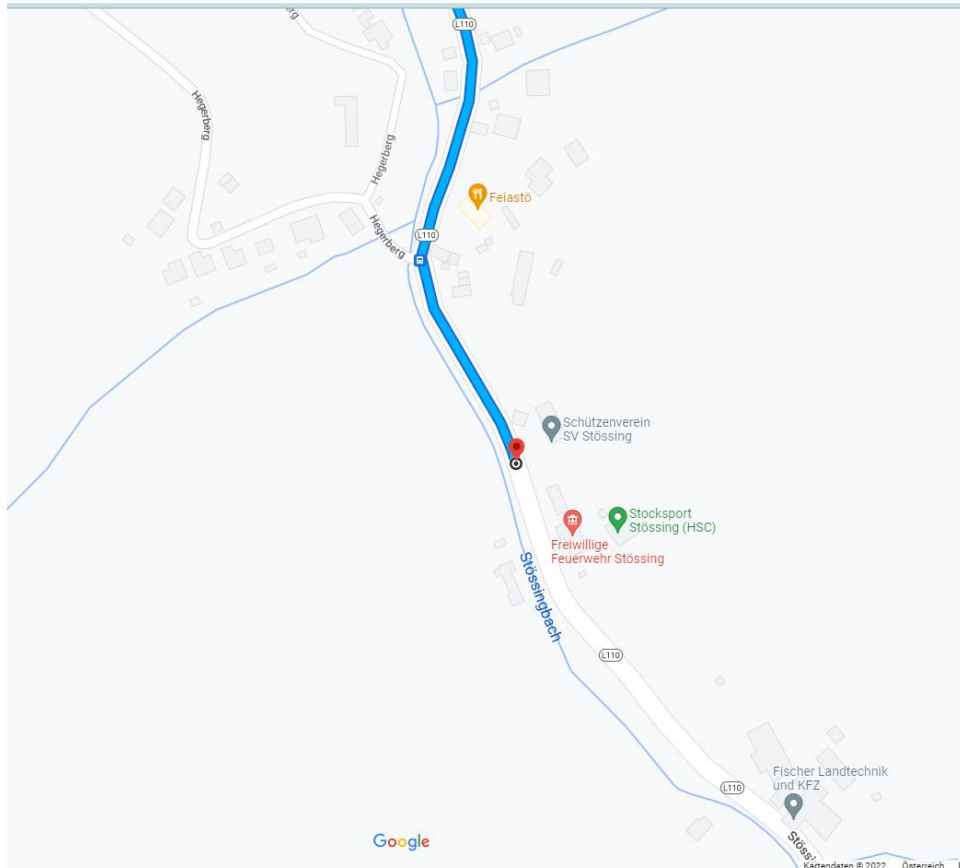 L110
Hegerberg
Hegerberg
Feiastö
Hegerberg
L110
Schützenverein
SV Stössing
Stocksport
Stössing (HSC)
Freiwillige
Feuerwehr Stössing
Stössingbach
L110
Fischer Landtechnik
und KFZ
L110
Google
Kartendaten © 2022 Österreich